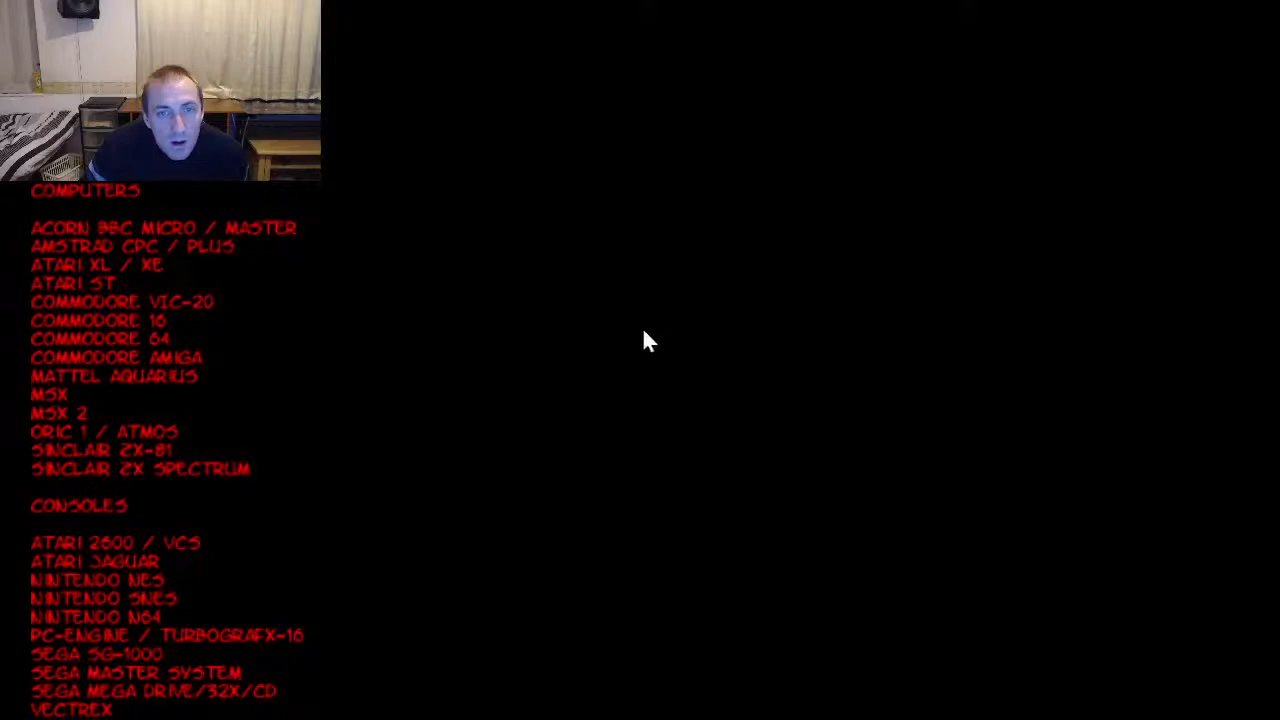 COMPUTERS
ACORN BBC MICRO / MASTER
AMSTRAD CPC / PLUS
ATARI XL / XE
ATARI ST
COMMODORE VIC-20
COMMODORE 16
COMMODORE 64
COMMODORE AMIGA
MATTEL AQUARIUS
MSX
MSX 2
ORIC 1 / ATMOS
SINCLAIR ZX-81
SINCLAIR ZX SPECTRUM
CONSOLES
ATARI 2600 / VCS
ATARI JAGUAR
NINTENDO NES
NINTENDO SNES
NINTENDO N64
PC-ENGINE / TURBOGRAFX-16
SEGA SG-1000
SEGA MASTER SYSTEM
SEGA MEGA DRIVE/32X/CD
VECTREX